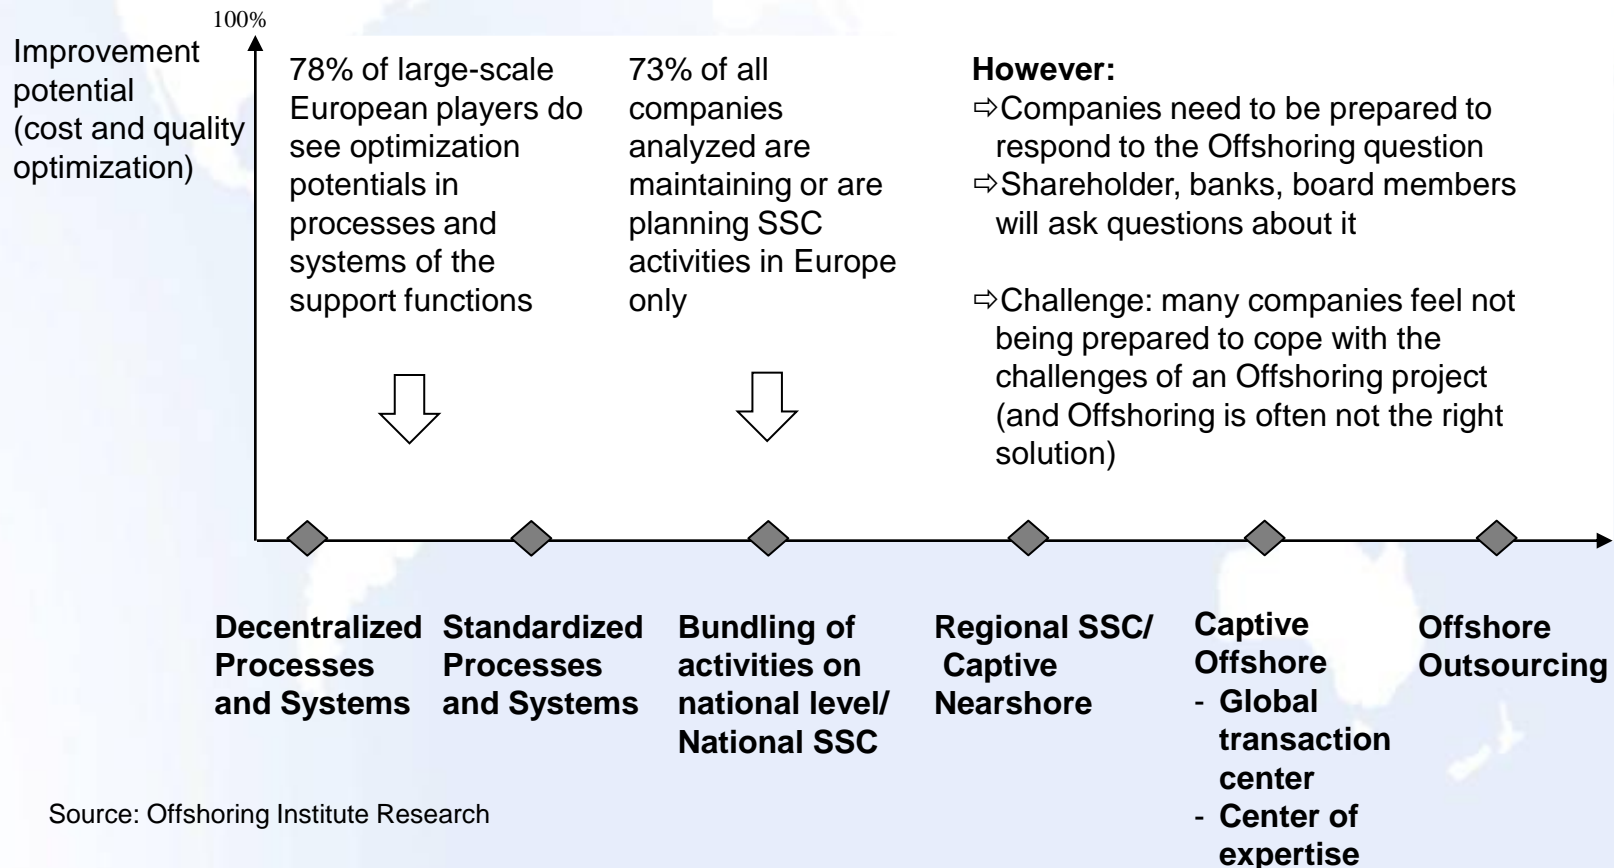 100%
Improvement
potential
(cost and quality
optimization)
78% of large-scale
European players do
see optimization
potentials in
processes and
systems of the
support functions
73% of all
companies
analyzed are
maintaining or are
planning SSC
activities in Europe
only
However:
⇨Companies need to be prepared to
respond to the Offshoring question
⇨Shareholder, banks, board members
will ask questions about it
⇨Challenge: many companies feel not
being prepared to cope with the
challenges of an Offshoring project
(and Offshoring is often not the right
solution)
Decentralized
Processes
and Systems
Standardized
Processes
and Systems
Bundling of
activities on
national level/
National SSC
Regional SSC/
Captive
Nearshore
Captive
Offshore
- Global
transaction
center
- Center of
expertise
Offshore
Outsourcing
Source: Offshoring Institute Research